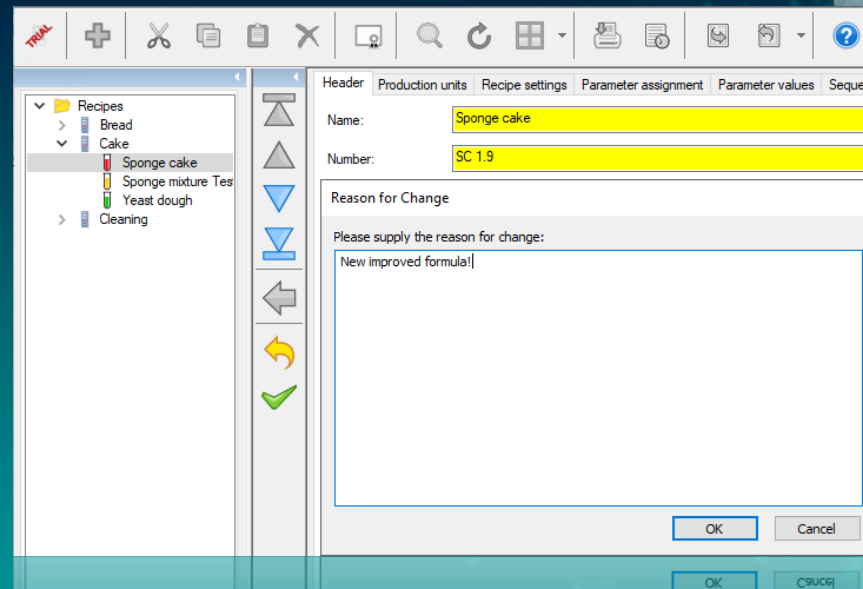 TRIAL
Header Production units Recipe settings Parameter assignment Parameter values Seque
Recipes
Bread
Cake
Sponge cake
Sponge mixture Tes
Yeast dough
Cleaning
Name: Sponge cake
Number: SC 1.9
Reason for Change
Please supply the reason for change:
New improved formula!
OK Cancel
OK Cancel